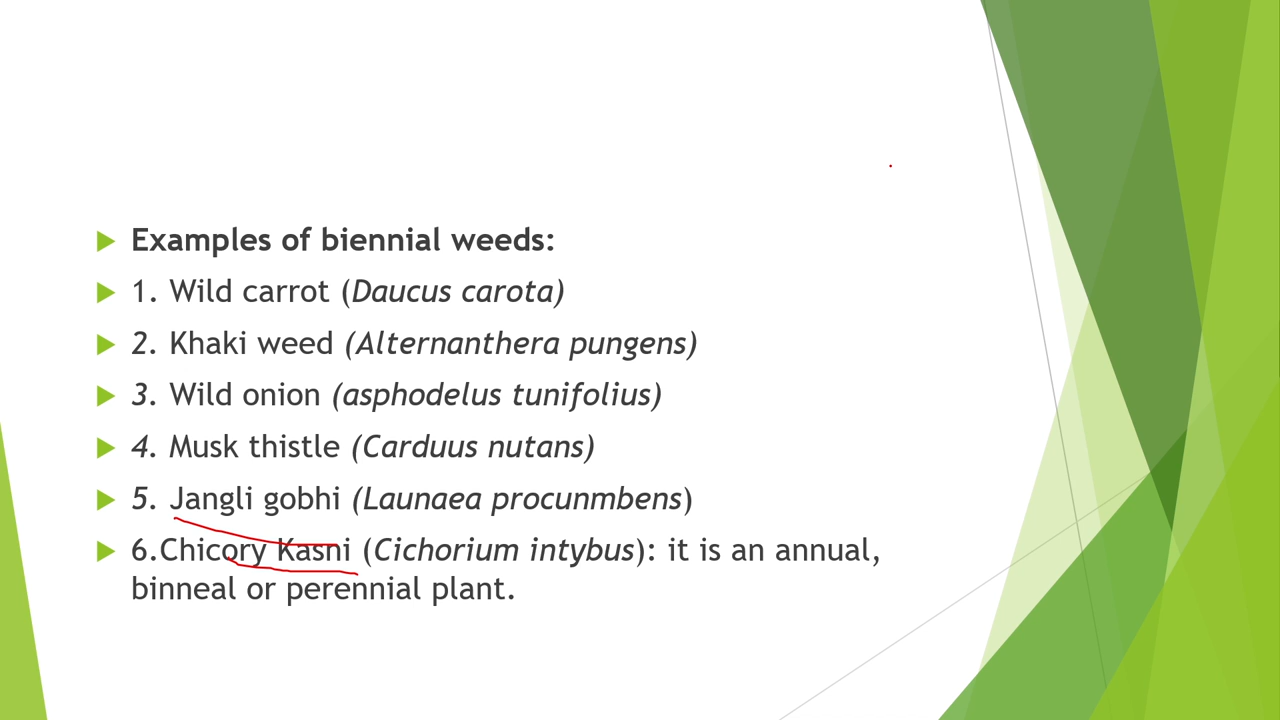 Examples of biennial weeds:
1. Wild carrot (Daucus carota)
2. Khaki weed (Alternanthera pungens)
3. Wild onion (asphodelus tunifolius)
4. Musk thistle (Carduus nutans)
5. Jangli gobhi (Launaea procunmbens)
6.Chicory Kasni (Cichorium intybus): it is an annual,
binneal or perennial plant.